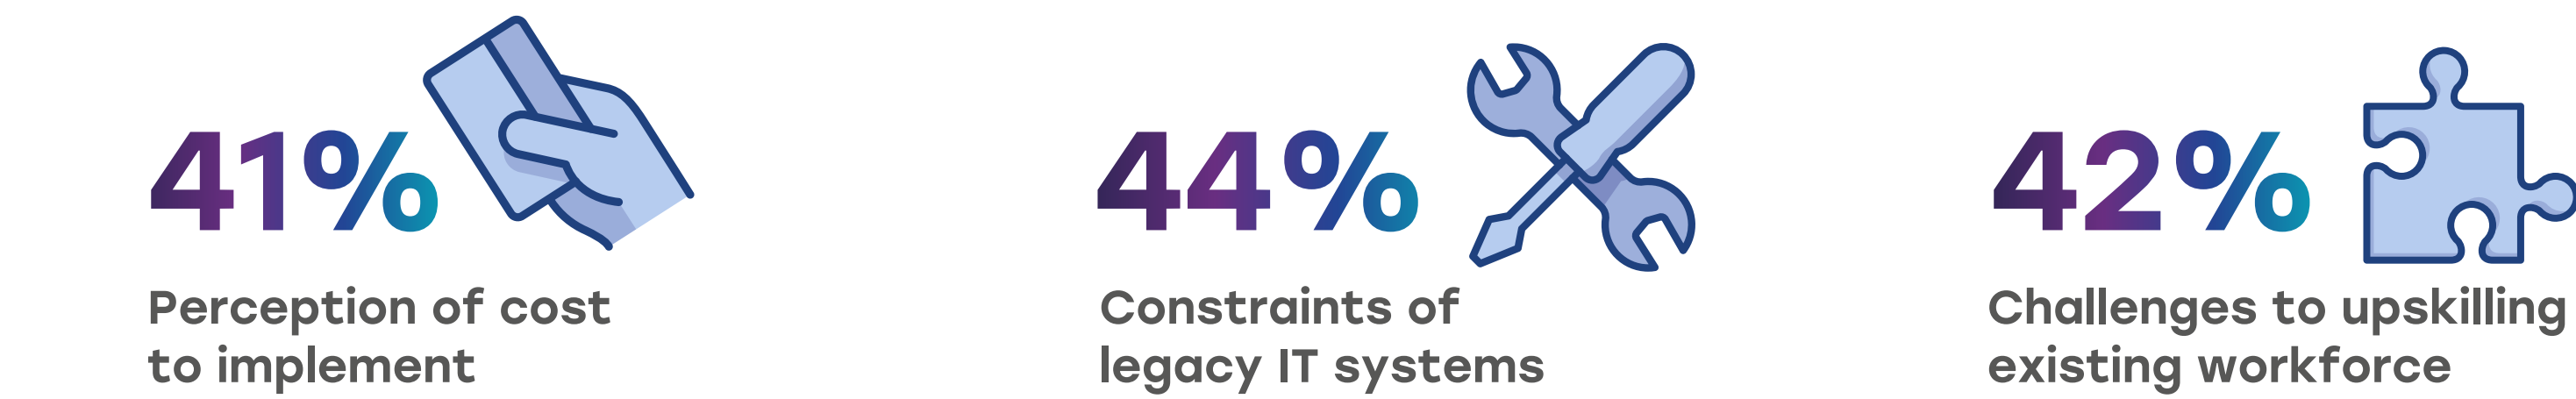 41%
Perception of cost
to implement
44%
Constraints of
legacy IT systems
42%
Challenges to upskilling
existing workforce